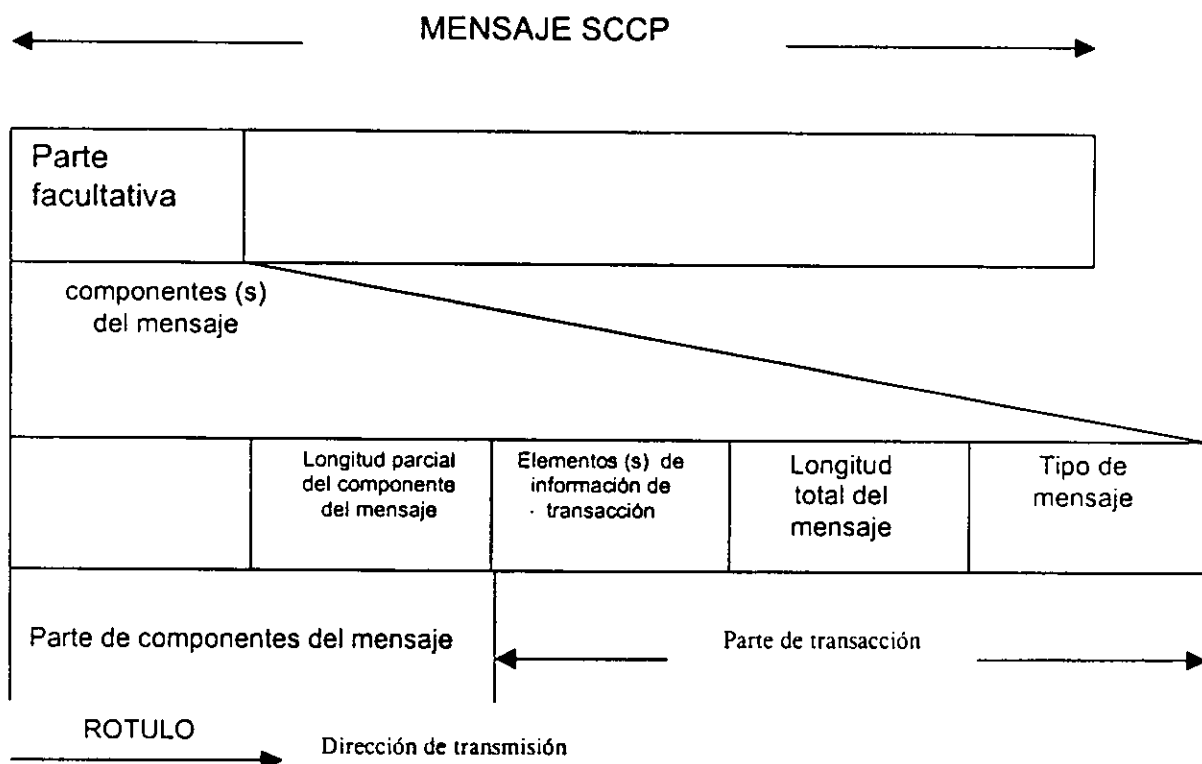 MENSAJE SCCP
Parte
facultativa
componentes (s)
del mensaje
Longitud parcial
del componente
del mensaje
Elementos (s) de
información de
transacción
Longitud
total del
mensaje
Tipo de
mensaje
Parte de componentes del mensaje
Parte de transacción
ROTULO
Dirección de transmisión